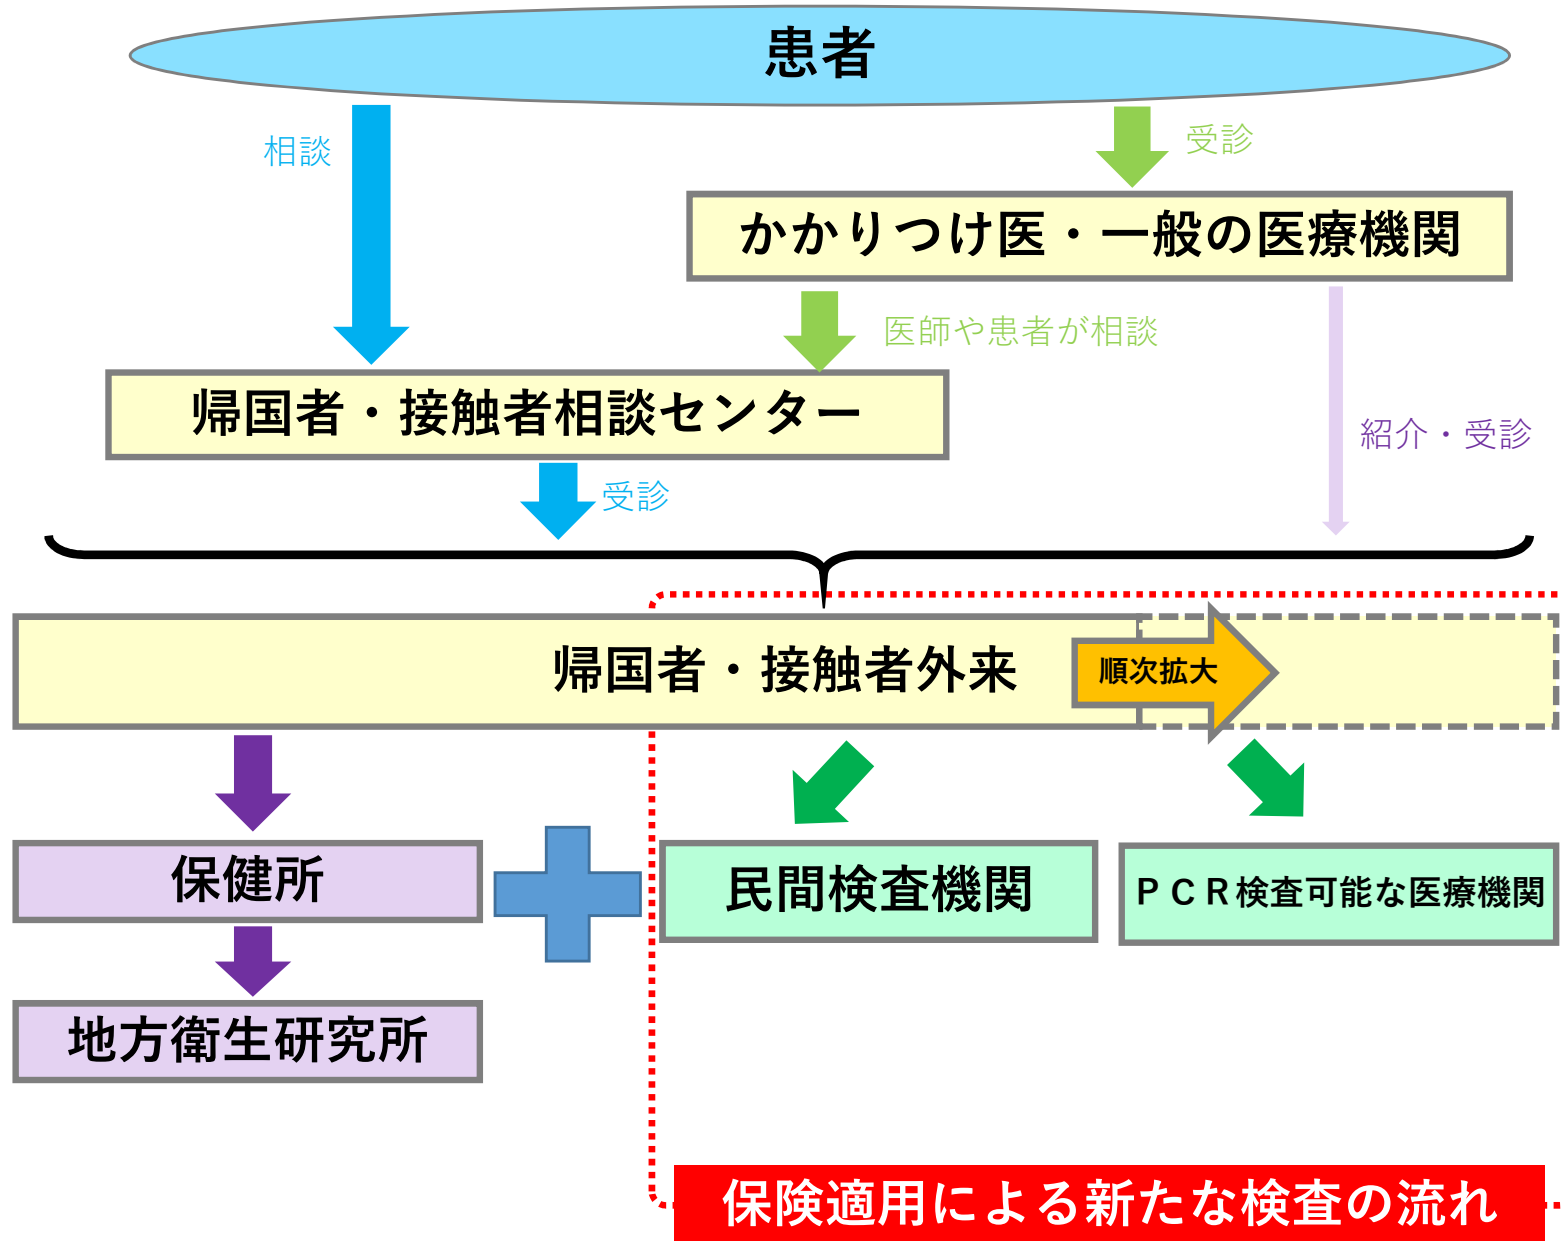 患者
相談
受診
かかりつけ医・一般の医療機関
医師や患者が相談
帰国者・接触者相談センター
紹介・受診
受診
帰国者・接触者外来
順次拡大
保健所
民間検査機関
ＰＣＲ検査可能な医療機関
地方衛生研究所
保険適用による新たな検査の流れ